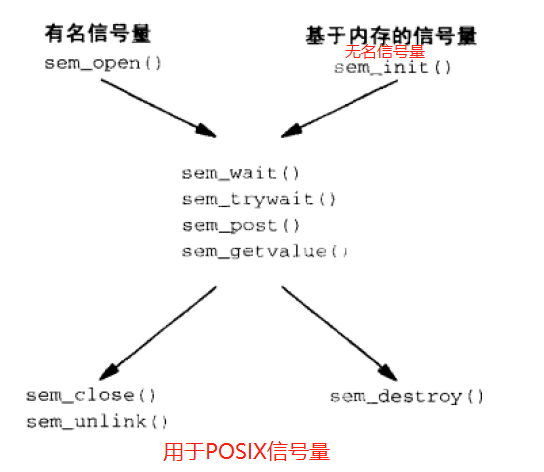 有名信号量
基于内存的信号量
无名信号量
sem_open()
sem_init()
sem_wait()
sem_trywait()
sem_post()
sem_getvalue()
sem_close()
sem_unlink()
sem_destroy()
用于POSIX信号量